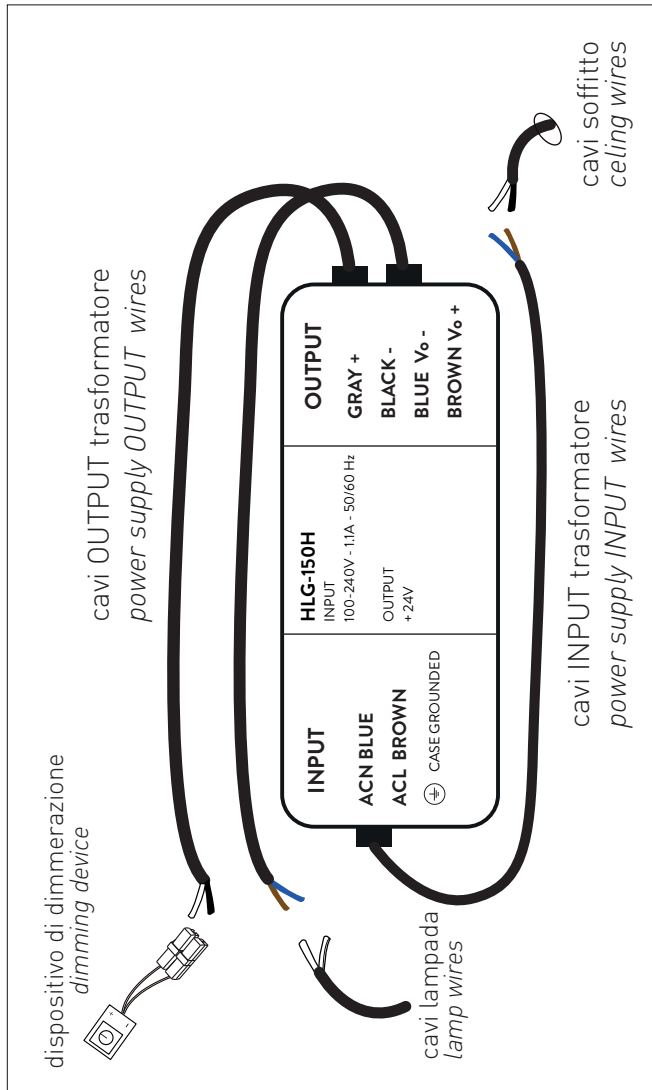 dispositivo di dimmerazione
dimming device
cavi OUTPUT trasformatore
power supply OUTPUT wires
cavi lampada
lamp wires
INPUT
ACN BLUE
ACL BROWN
CASE GROUNDED
HLG-150H
INPUT
100-240V - 1.1A - 50/60 Hz
OUTPUT
+24V
OUTPUT
GRAY +
BLACK -
BLUE Vo -
BROWN Vo +
cavi INPUT trasformatore
power supply INPUT wires
cavi soffitto
celing wires
+
-